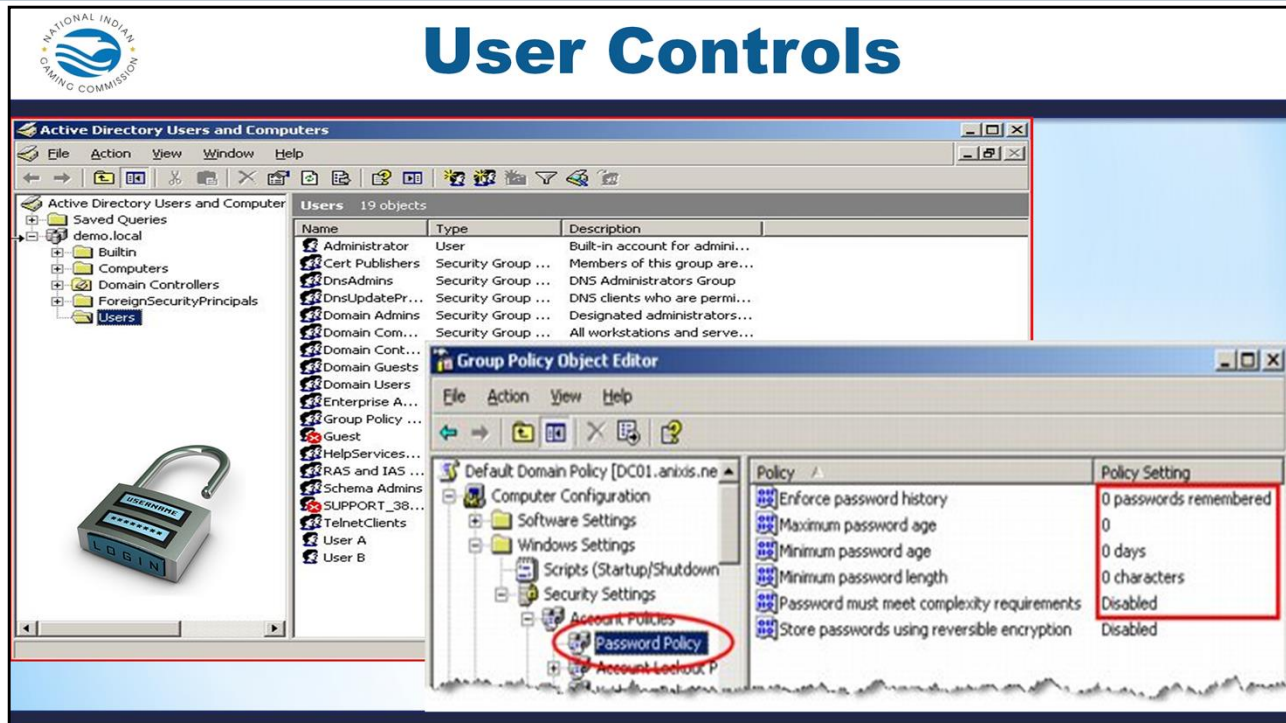 NATIONAL INDIAN
GAMING COMMISSION
User Controls
Active Directory Users and Computers
File Action View Window Help
Active Directory Users and Computer
Saved Queries
demo.local
Builtin
Computers
Domain Controllers
ForeignSecurityPrincipals
Users
Users 19 objects
Name Type Description
Administrator User Built-in account for admini...
Cert Publishers Security Group ... Members of this group are...
DnsAdmins Security Group ... DNS Administrators Group
DnsUpdatePr... Security Group ... DNS clients who are permi...
Domain Admins Security Group ... Designated administrators...
Domain Com... Security Group ... All workstations and serve...
Domain Cont...
Domain Guests
Domain Users
Enterprise A...
Group Policy ...
Guest
HelpServices...
RAS and IAS ...
Schema Admins
SUPPORT_38...
TelnetClients
User A
User B
USERNAME
********
LOGIN
Group Policy Object Editor
File Action View Help
Default Domain Policy [DC01.anixis.ne
Computer Configuration
Software Settings
Windows Settings
Scripts (Startup/Shutdown
Security Settings
Account Policies
Password Policy
Account Lockout P
Policy Policy Setting
Enforce password history 0 passwords remembered
Maximum password age 0
Minimum password age 0 days
Minimum password length 0 characters
Password must meet complexity requirements Disabled
Store passwords using reversible encryption Disabled